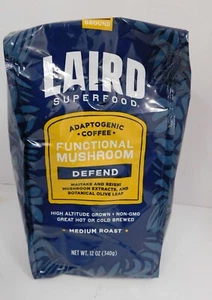 GROUND
LAIRD
SUPERFOOD
ADAPTOGENIC
• COFFEE •
FUNCTIONAL
MUSHROOM
DEFEND
MAITAKE AND REISHI
MUSHROOM EXTRACTS, AND
BOTANICAL OLIVE LEAF
HIGH ALTITUDE GROWN • NON-GMO
GREAT HOT OR COLD BREWED
• MEDIUM ROAST •
NET WT. 12 OZ (340g)